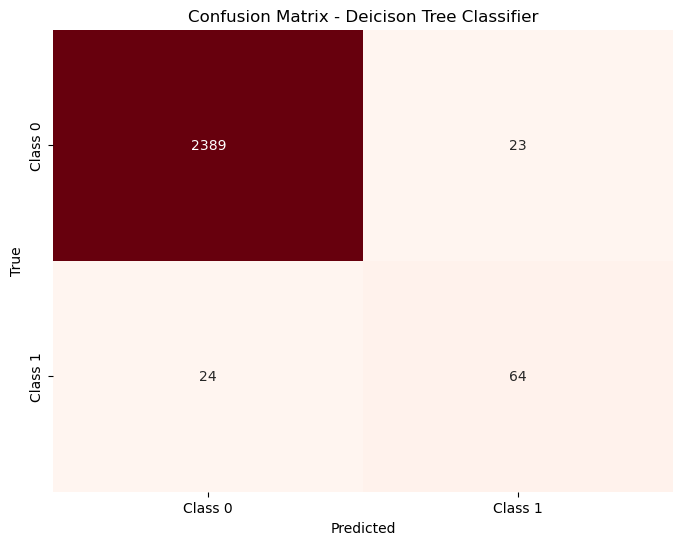 Confusion Matrix - Deicison Tree Classifier
True
Class 0
2389
23
Class 1
24
64
Class 0
Class 1
Predicted